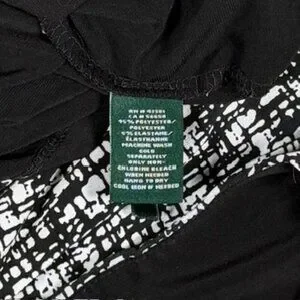 RN # 41381
CA # 56650
95% POLYESTER/
POLYESTER
5% ELASTANE/
ÉLASTHANNE
MACHINE WASH
COLD
SEPARATELY
ONLY NON-
CHLORINE BLEACH
WHEN NEEDED
HANG TO DRY
COOL IRON IF NEEDED